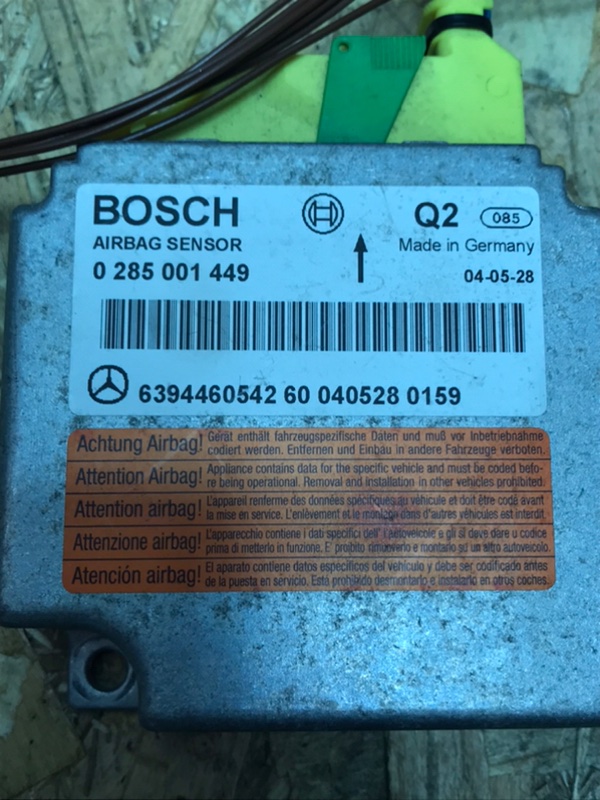 BOSCH
Q2 085
AIRBAG SENSOR
Made in Germany
0 285 001 449
04-05-28
6394460542 60 040528 0159
Achtung Airbag! Gerät enthält fahrzeugspezifische Daten und muß vor Inbetriebnahme
codiert werden. Entfernen und Einbau in andere Fahrzeuge verboten.
Attention Airbag! Appliance contains data for the specific vehicle and must be coded befo-
re being operational. Removal and Installation in other vehicles prohibited.
Attention airbag! L'appareil renferme des données spécifiques au véhicule et doit être codé avant
la mise en service. L'enlèvement et le montage dans d'autres véhicules est interdit.
Attenzione airbag! L'apparecchio contiene i dati specifici dell' l'autoveicolo e gli si deve dare u codice
prima di metterlo in funzione. E' proibito rimuoverlo e montarlo su un altro autoveicolo.
Atención airbag! El aparato contiene datos específicos del vehículo y debe ser codificado antes
de la puesta en servicio. Está prohibido desmontarlo e instalarlo en otros coches.